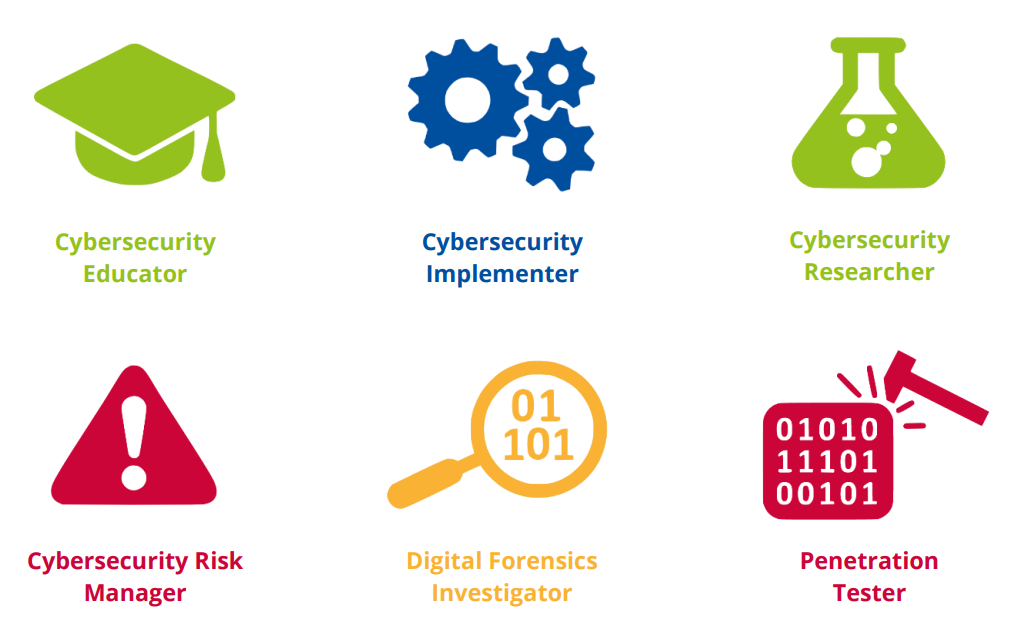 Cybersecurity
Educator
Cybersecurity
Implementer
Cybersecurity
Researcher
Cybersecurity Risk
Manager
01
101
Digital Forensics
Investigator
01010
11101
00101
Penetration
Tester